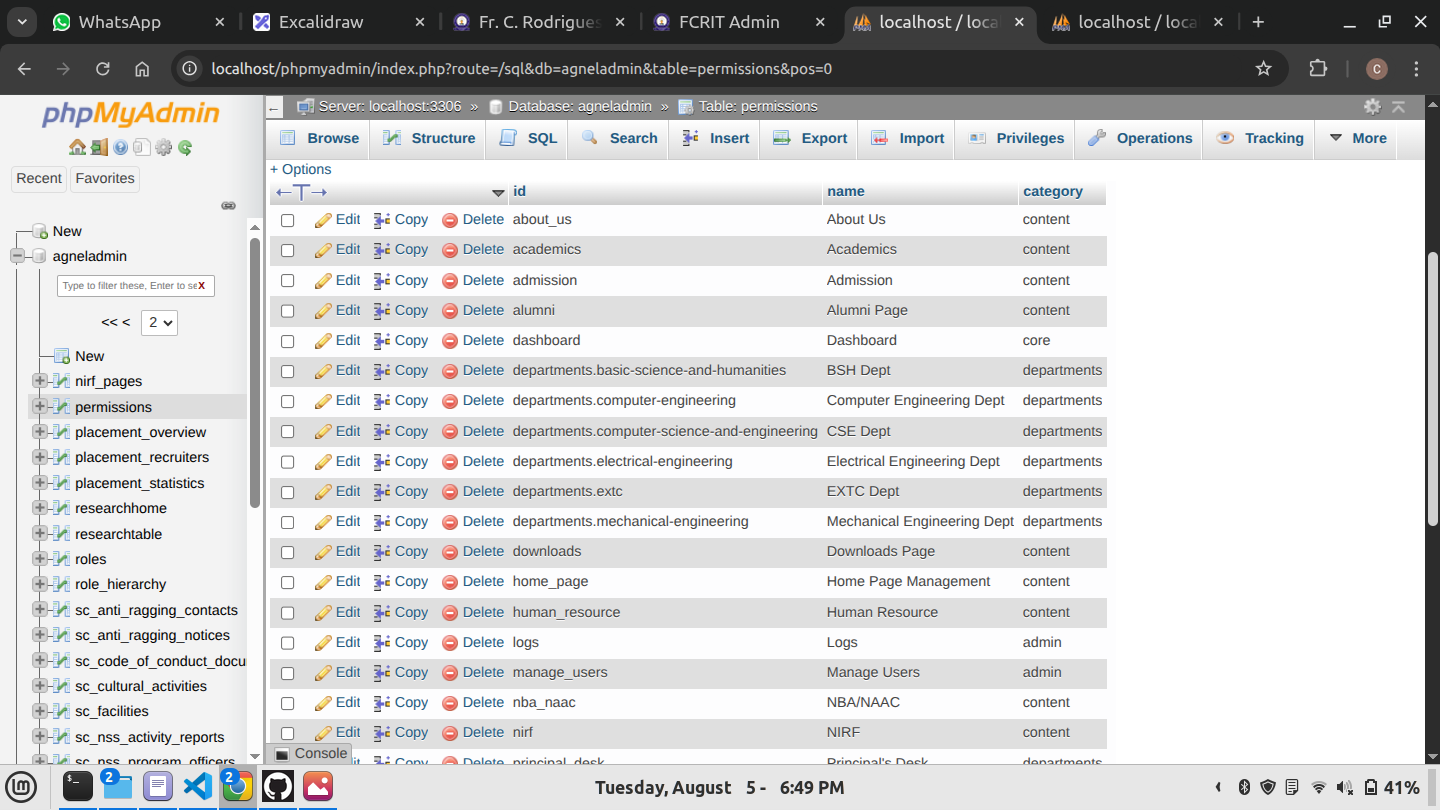 WhatsApp
Excalidraw
Fr. C. Rodrigues
FCRIT Admin
localhost / loca
localhost / loca
localhost/phpmyadmin/index.php?route=/sql&db=agneladmin&table=permissions&pos=0
C
phpMyAdmin
Recent Favorites
New
agneladmin
Type to filter these, Enter to se X
<< < 2
New
nirf_pages
permissions
placement_overview
placement_recruiters
placement_statistics
researchhome
researchtable
roles
role_hierarchy
sc_anti_ragging_contacts
sc_anti_ragging_notices
sc_code_of_conduct_docu
sc_cultural_activities
sc_facilities
sc_nss_activity_reports
sc_nss_program_officers
Server: localhost:3306 » Database: agneladmin » Table: permissions
Browse Structure SQL Search Insert Export Import Privileges Operations Tracking More
+ Options
←T→ id name category
Edit Copy Delete about_us About Us content
Edit Copy Delete academics Academics content
Edit Copy Delete admission Admission content
Edit Copy Delete alumni Alumni Page content
Edit Copy Delete dashboard Dashboard core
Edit Copy Delete departments.basic-science-and-humanities BSH Dept departments
Edit Copy Delete departments.computer-engineering Computer Engineering Dept departments
Edit Copy Delete departments.computer-science-and-engineering CSE Dept departments
Edit Copy Delete departments.electrical-engineering Electrical Engineering Dept departments
Edit Copy Delete departments.extc EXTC Dept departments
Edit Copy Delete departments.mechanical-engineering Mechanical Engineering Dept departments
Edit Copy Delete downloads Downloads Page content
Edit Copy Delete home_page Home Page Management content
Edit Copy Delete human_resource Human Resource content
Edit Copy Delete logs Logs admin
Edit Copy Delete manage_users Manage Users admin
Edit Copy Delete nba_naac NBA/NAAC content
Edit Copy Delete nirf NIRF content
Edit Copy Delete principal_desk Principal's Desk departments
Console
2
2
Tuesday, August 5 - 6:49 PM
41%